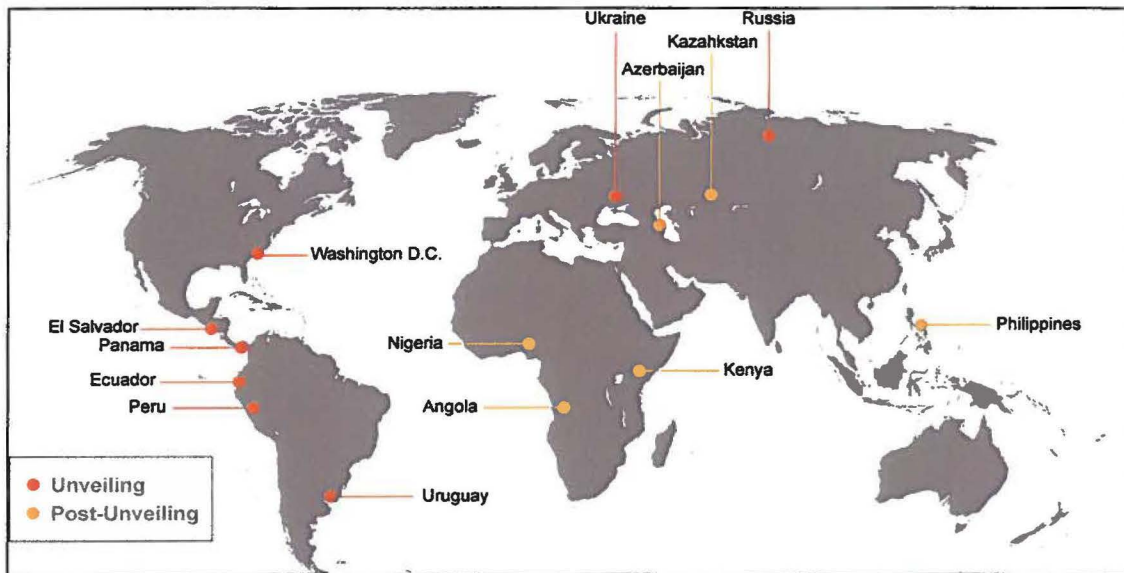 Ukraine
Russia
Kazahkstan
Azerbaijan
Washington D.C.
El Salvador
Panama
Nigeria
Philippines
Ecuador
Kenya
Peru
Angola
Unveiling
Uruguay
Post-Unveiling